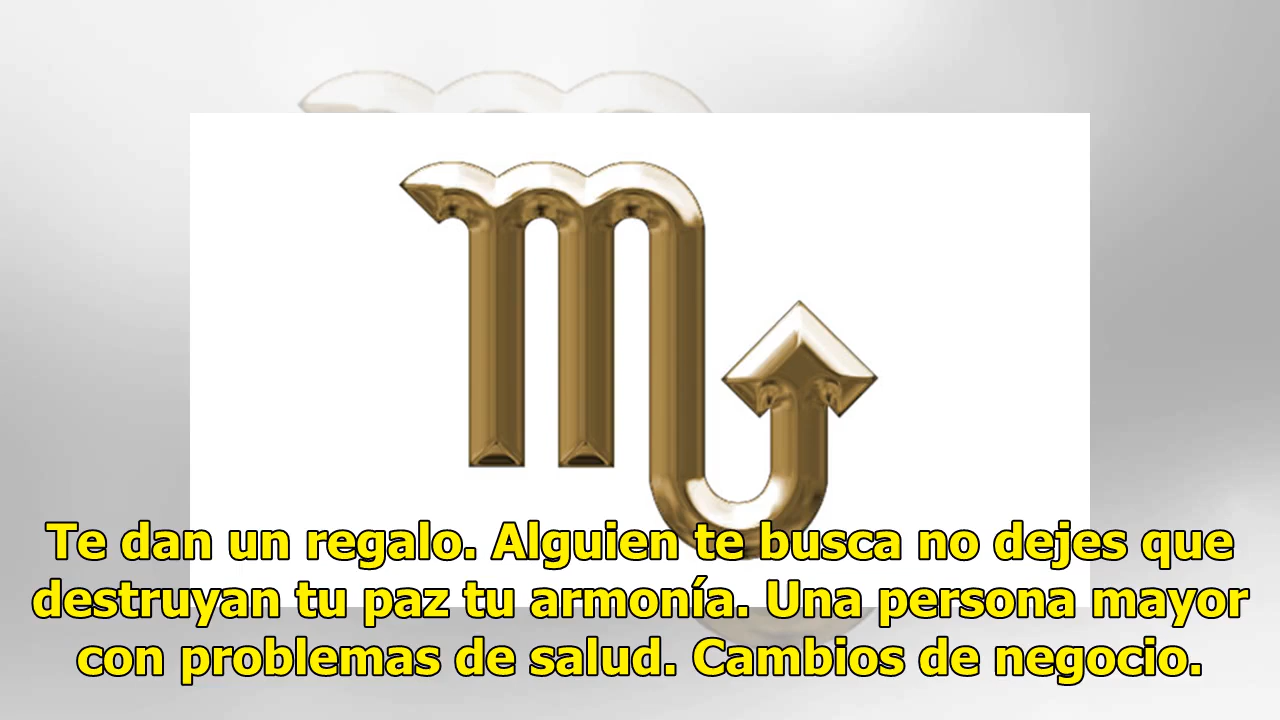 Te dan un regalo. Alguien te busca no dejes que
destruyan tu paz tu armonía. Una persona mayor
con problemas de salud. Cambios de negocio.